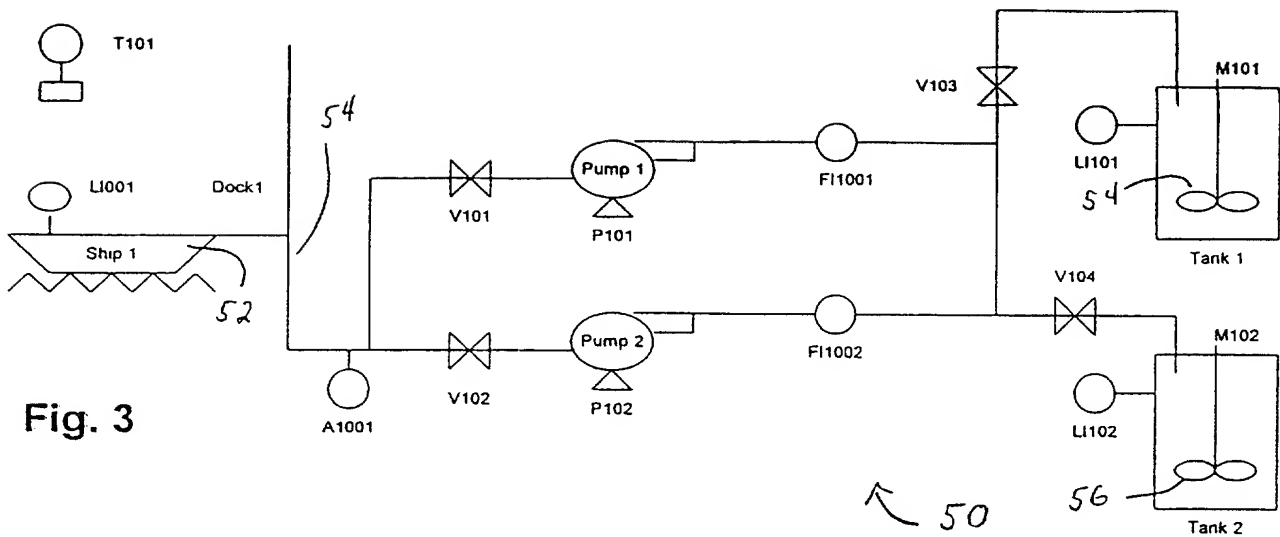 T101
54
M101
V103
LI101
54
Tank 1
LI001
Dock1
Ship 1
52
V101
Pump 1
P101
FI1001
V104
M102
V102
Pump 2
P102
FI1002
A1001
LI102
56
Tank 2
Fig. 3
50